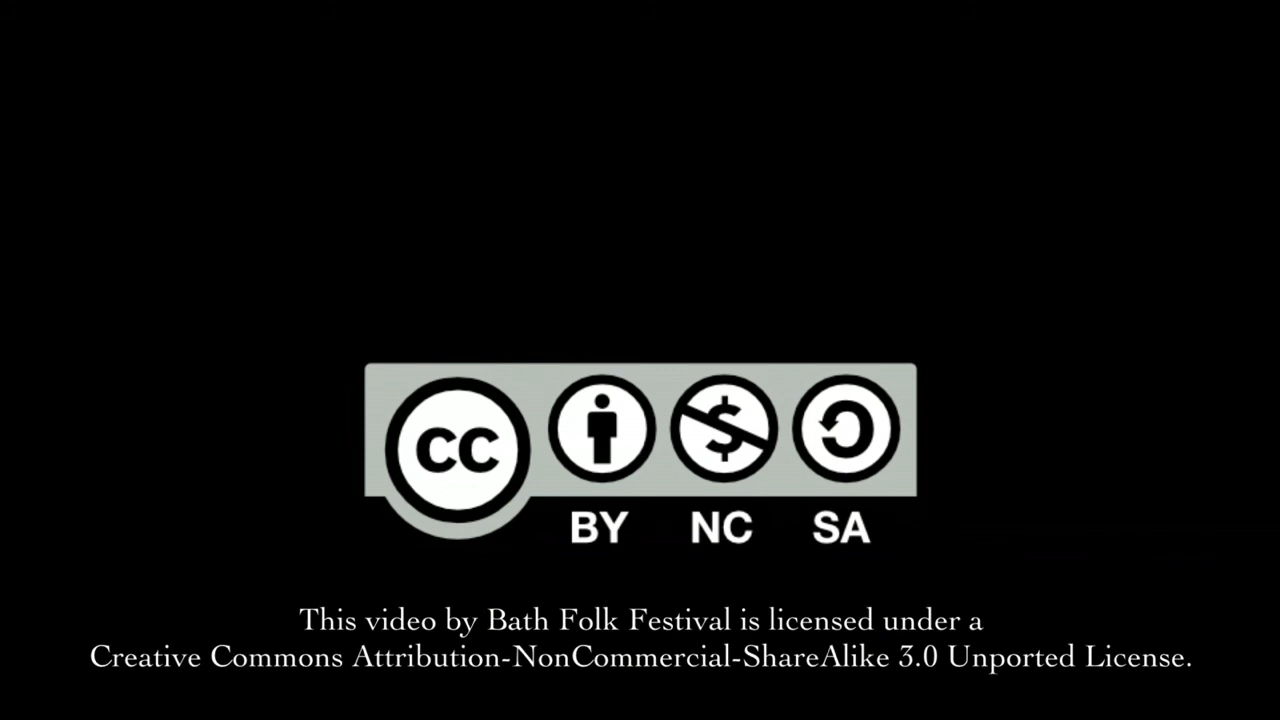 CC
BY NC SA
This video by Bath Folk Festival is licensed under a
Creative Commons Attribution-NonCommercial-ShareAlike 3.0 Unported License.